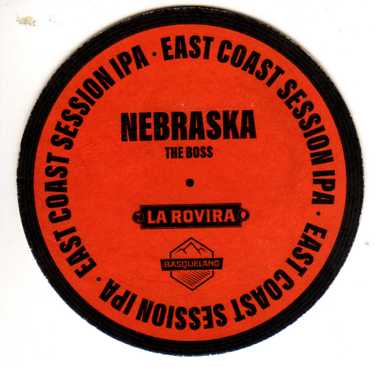 EAST COAST SESSION IPA · EAST COAST SESSION IPA · EAST COAST SESSION IPA ·
NEBRASKA
THE BOSS
•
LA ROVIRA
BASQUELAND